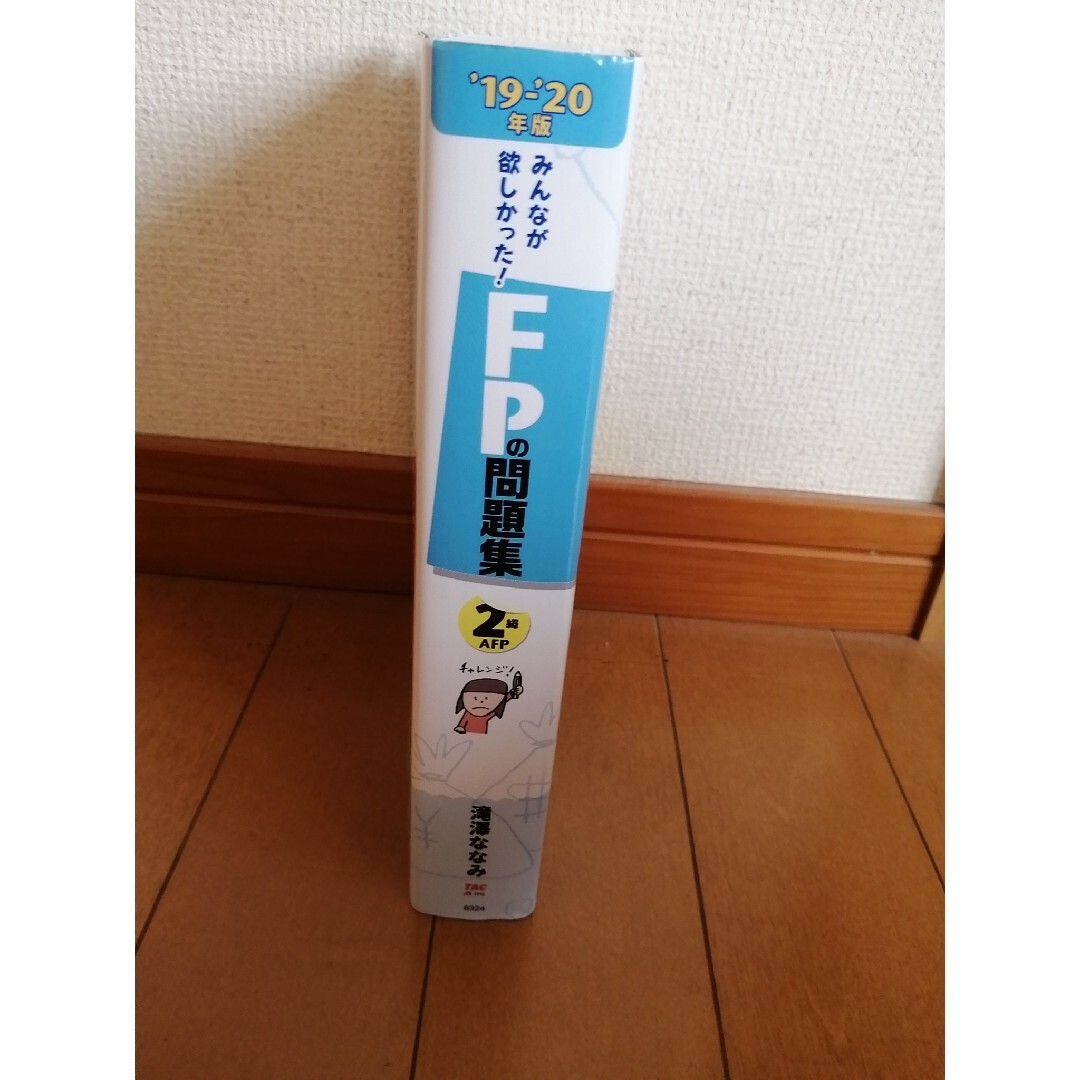 '19-'20
年版
みんなが
欲しかった!
FPの問題集
2級
AFP
チャレンジ!
滝澤ななみ
TAC
6324